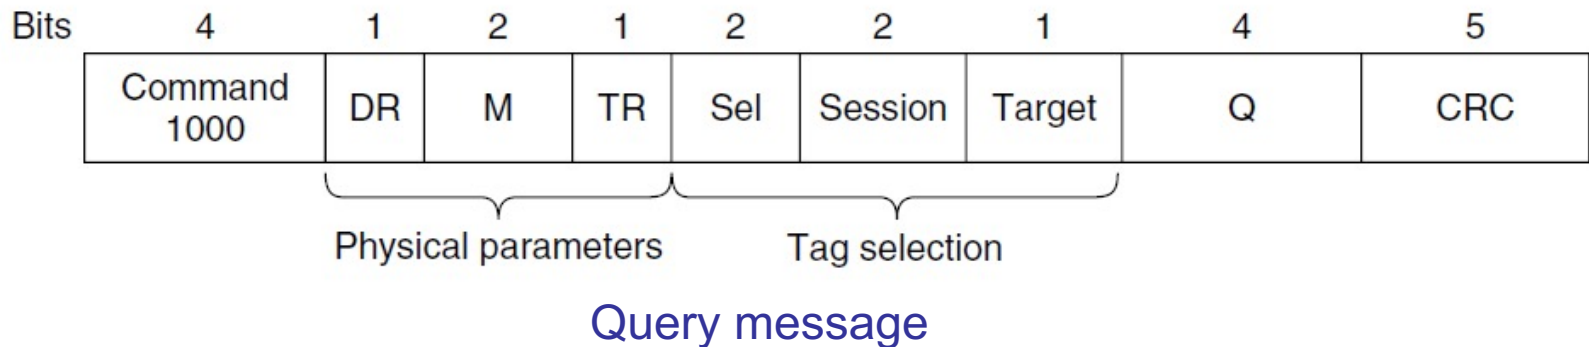 Bits 4 1 2 1 2 2 1 4 5
Command 1000 DR M TR Sel Session Target Q CRC
Physical parameters Tag selection
Query message